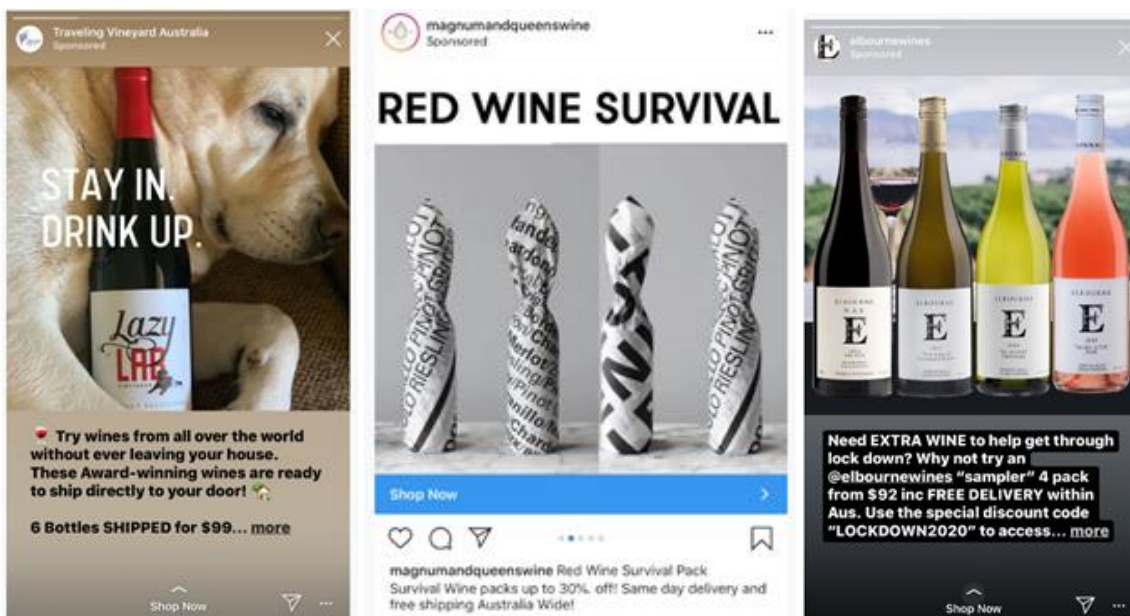 Traveling Vineyard Australia
Sponsored
STAY IN.
DRINK UP.
Lazy
LAB
🍷 Try wines from all over the world
without ever leaving your house.
These Award-winning wines are ready
to ship directly to your door! 🏡
6 Bottles SHIPPED for $99... more
Shop Now
magnumandqueenswine
Sponsored
RED WINE SURVIVAL
Shop Now
magnumandqueenswine Red Wine Survival Pack
Survival Wine packs up to 30%. off! Same day delivery and
free shipping Australia Wide!
elbournewines
Sponsored
E
ELBOURNE
E
ELBOURNE
E
ELBOURNE
E
ELBOURNE
E
Need EXTRA WINE to help get through
lock down? Why not try an
@elbournewines “sampler” 4 pack
from $92 inc FREE DELIVERY within
Aus. Use the special discount code
“LOCKDOWN2020” to access... more
Shop Now